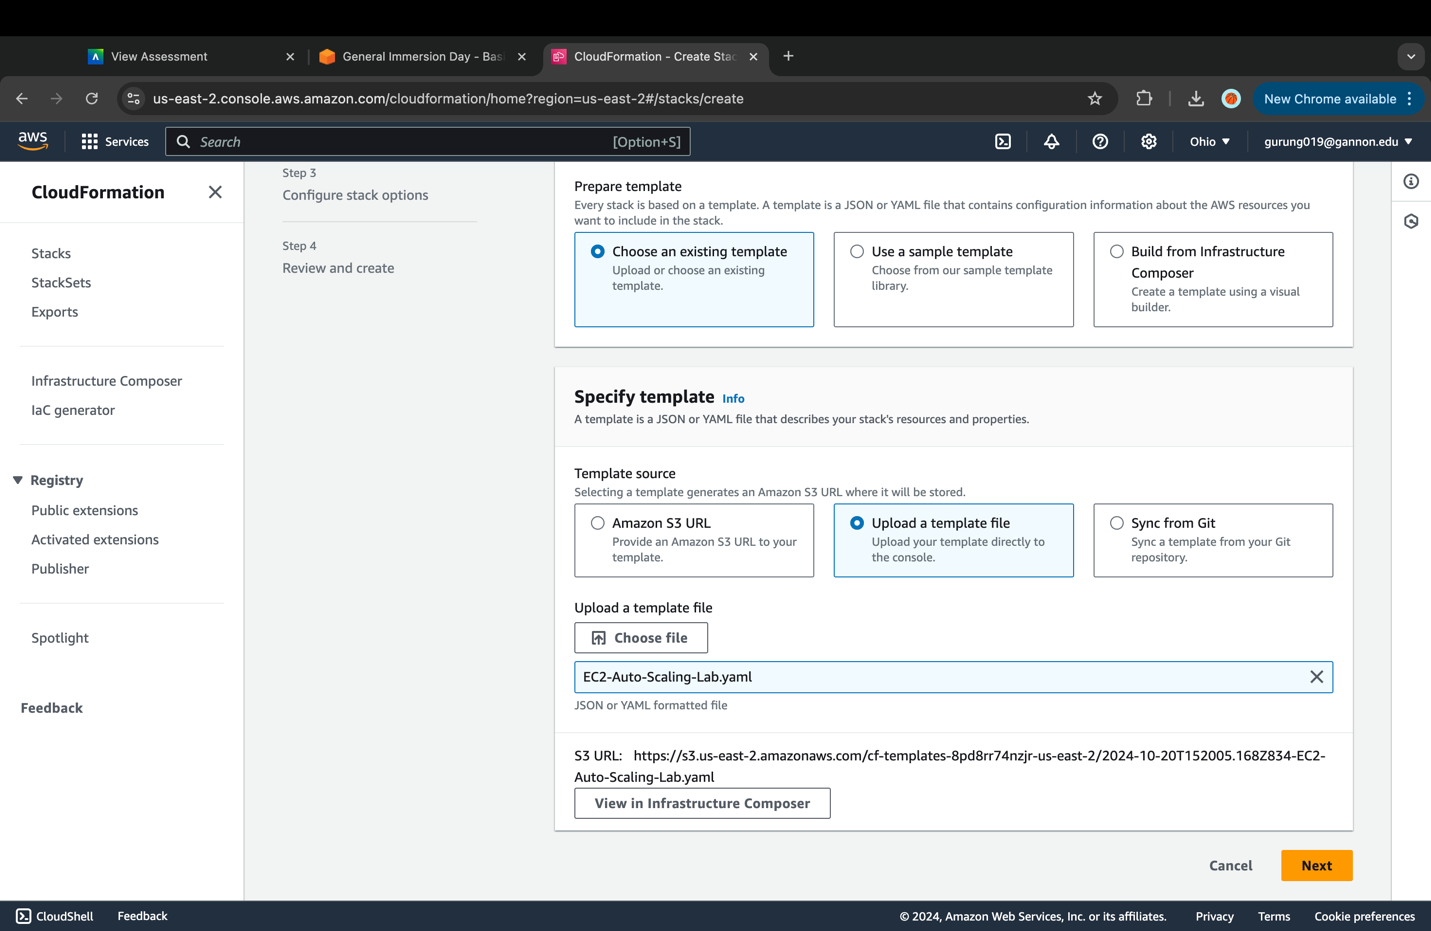 View Assessment
General Immersion Day - Bas
CloudFormation - Create Stac
us-east-2.console.aws.amazon.com/cloudformation/home?region=us-east-2#/stacks/create
New Chrome available
aws
Services
Search
[Option+S]
Ohio
gurung019@gannon.edu
CloudFormation
Stacks
StackSets
Exports
Infrastructure Composer
IaC generator
Registry
Public extensions
Activated extensions
Publisher
Spotlight
Feedback
Step 3
Configure stack options
Step 4
Review and create
Prepare template
Every stack is based on a template. A template is a JSON or YAML file that contains configuration information about the AWS resources you
want to include in the stack.
Choose an existing template
Upload or choose an existing
template.
Use a sample template
Choose from our sample template
library.
Build from Infrastructure
Composer
Create a template using a visual
builder.
Specify template Info
A template is a JSON or YAML file that describes your stack's resources and properties.
Template source
Selecting a template generates an Amazon S3 URL where it will be stored.
Amazon S3 URL
Provide an Amazon S3 URL to your
template.
Upload a template file
Upload your template directly to
the console.
Sync from Git
Sync a template from your Git
repository.
Upload a template file
Choose file
EC2-Auto-Scaling-Lab.yaml
JSON or YAML formatted file
S3 URL: https://s3.us-east-2.amazonaws.com/cf-templates-8pd8rr74nzjr-us-east-2/2024-10-20T152005.168Z834-EC2-
Auto-Scaling-Lab.yaml
View in Infrastructure Composer
Cancel
Next
CloudShell
Feedback
© 2024, Amazon Web Services, Inc. or its affiliates.
Privacy
Terms
Cookie preferences